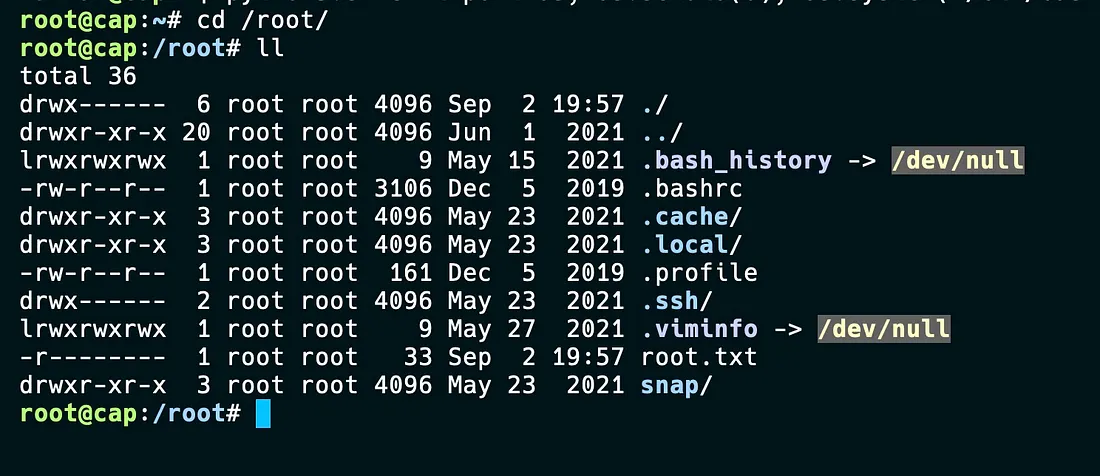 root@cap:~# cd /root/
root@cap:/root# ll
total 36
drwx------  6 root root 4096 Sep  2 19:57 ./
drwxr-xr-x 20 root root 4096 Jun  1  2021 ../
lrwxrwxrwx  1 root root    9 May 15  2021 .bash_history -> /dev/null
-rw-r--r--  1 root root 3106 Dec  5  2019 .bashrc
drwxr-xr-x  3 root root 4096 May 23  2021 .cache/
drwxr-xr-x  3 root root 4096 May 23  2021 .local/
-rw-r--r--  1 root root  161 Dec  5  2019 .profile
drwx------  2 root root 4096 May 23  2021 .ssh/
lrwxrwxrwx  1 root root    9 May 27  2021 .viminfo -> /dev/null
-r--------  1 root root   33 Sep  2 19:57 root.txt
drwxr-xr-x  3 root root 4096 May 23  2021 snap/
root@cap:/root#